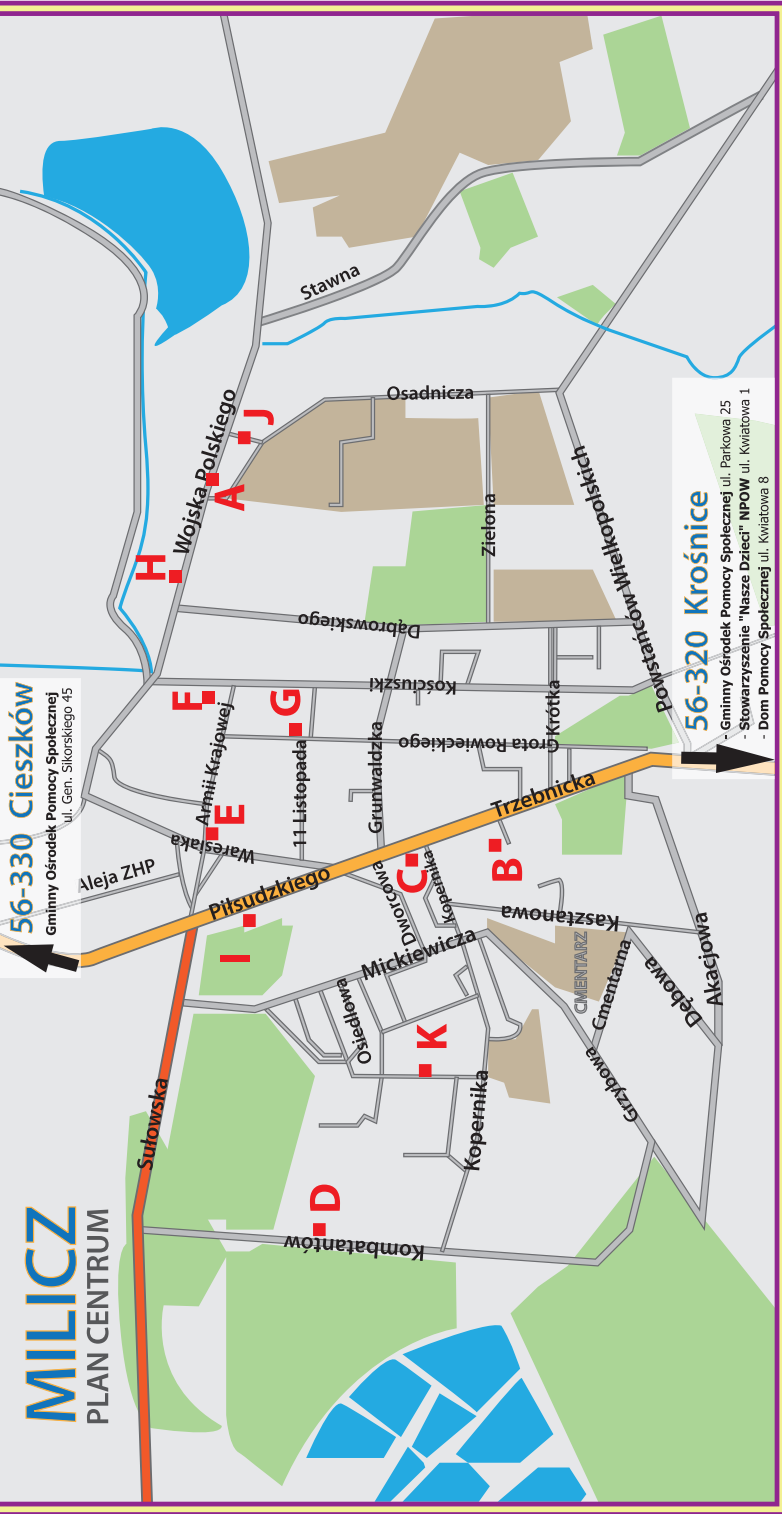 MILICZ
PLAN CENTRUM
56-330 Cieszków
Gminny Ośrodek Pomocy Społecznej
ul. Gen. Sikorskiego 45
Sułowska
Aleja ZHP
Piłsudzkiego
Waresiaka
Armii Krajowej
Wojska Polskiego
Stawna
I
E
F
H
A
J
G
D
K
C
B
11 Listopada
Kombatantów
Osiedlowa
Mickiewicza
Dworcowa
Kopernika
Grunwaldzka
Grota Roweckiego
Kościuszki
Dąbrowskiego
Osadnicza
Zielona
Kopernika
Trzebnicka
Krótka
Kasztanowa
CMENTARZ
Cmentarna
Grzybowa
Dębowa
Akacjowa
Powstańców Wielkopolskich
56-320 Krośnice
- Gminny Ośrodek Pomocy Społecznej ul. Parkowa 25
- Stowarzyszenie "Nasze Dzieci" NPOW ul. Kwiatowa 1
- Dom Pomocy Społecznej ul. Kwiatowa 8